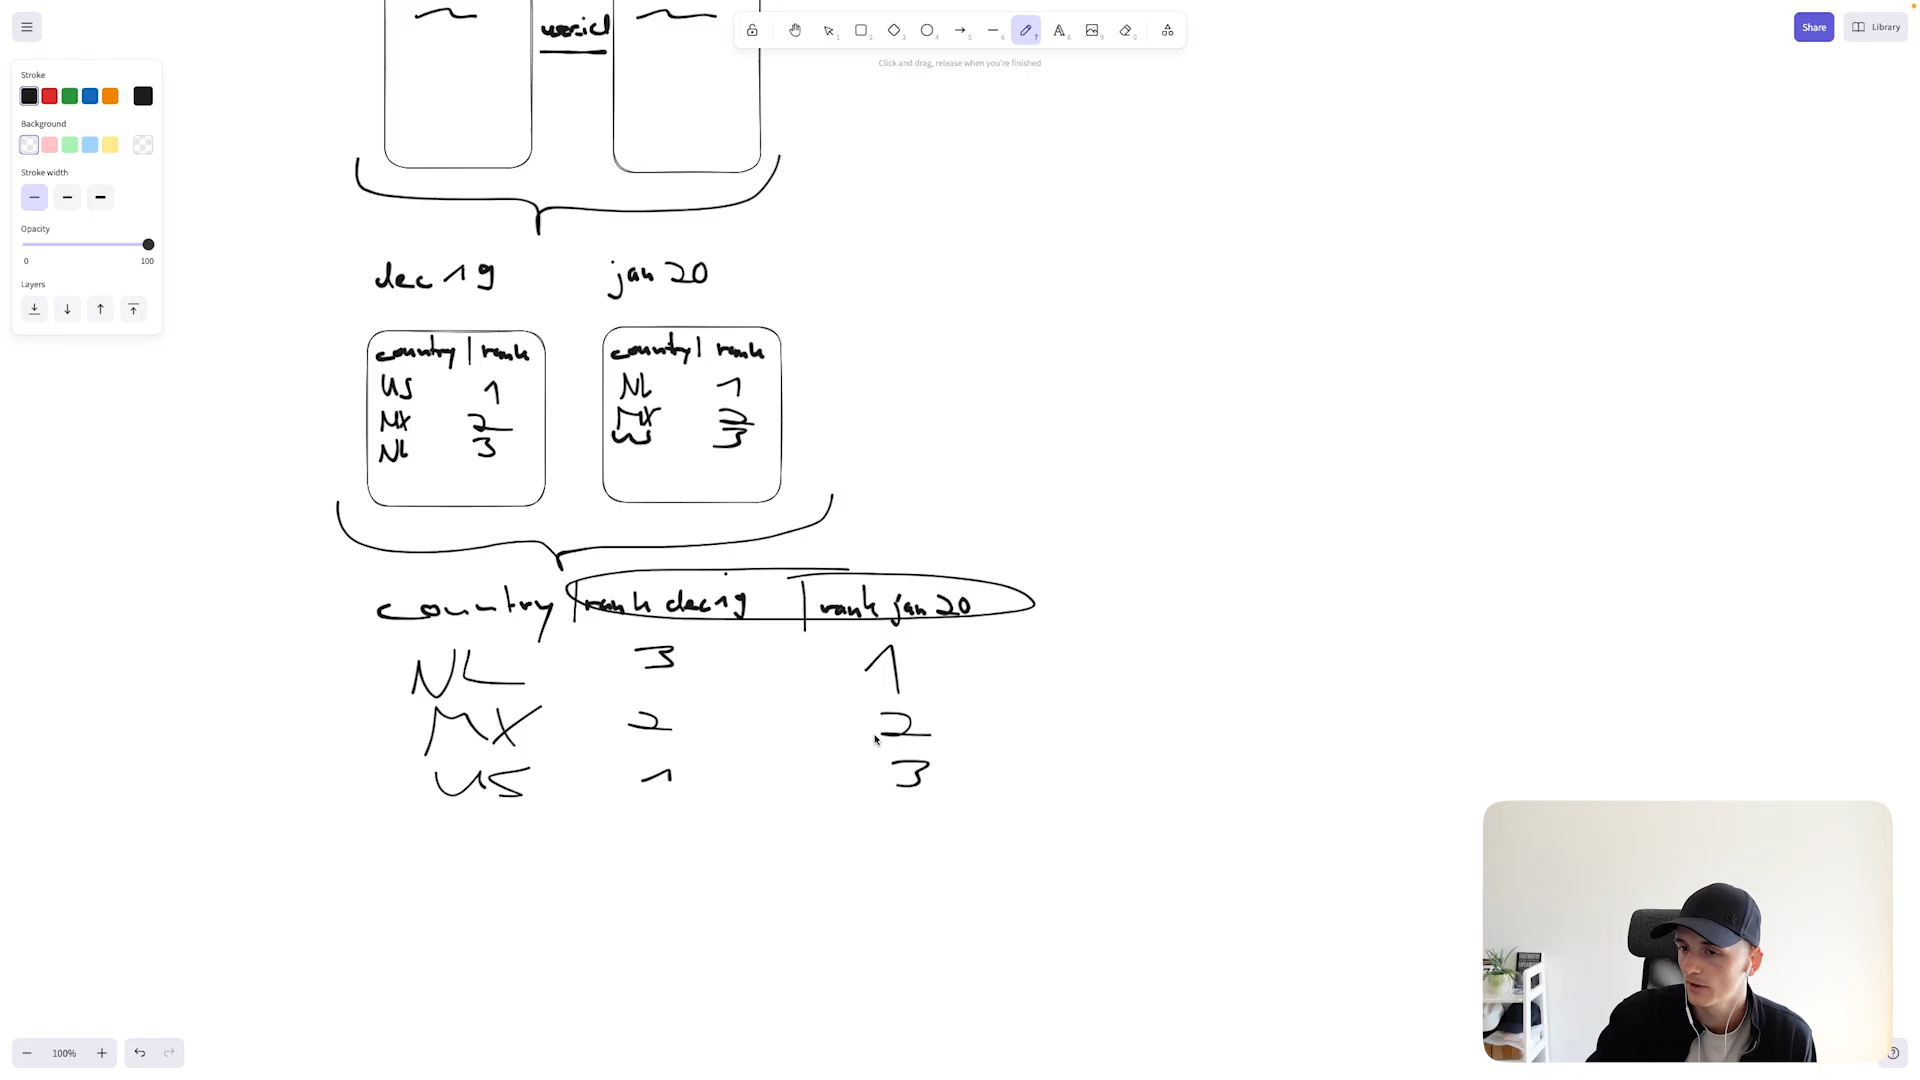 Share
Library
Click and drag, release when you're finished
Stroke
Background
Stroke width
Opacity
0 100
Layers
dec 19 jan 20
country | rank
US 1
MX 2
NL 3
country | rank
NL 1
MX 2
US 3
country | rank dec 19 | rank jan 20
NL 3 1
MX 2 2
US 1 3
100%